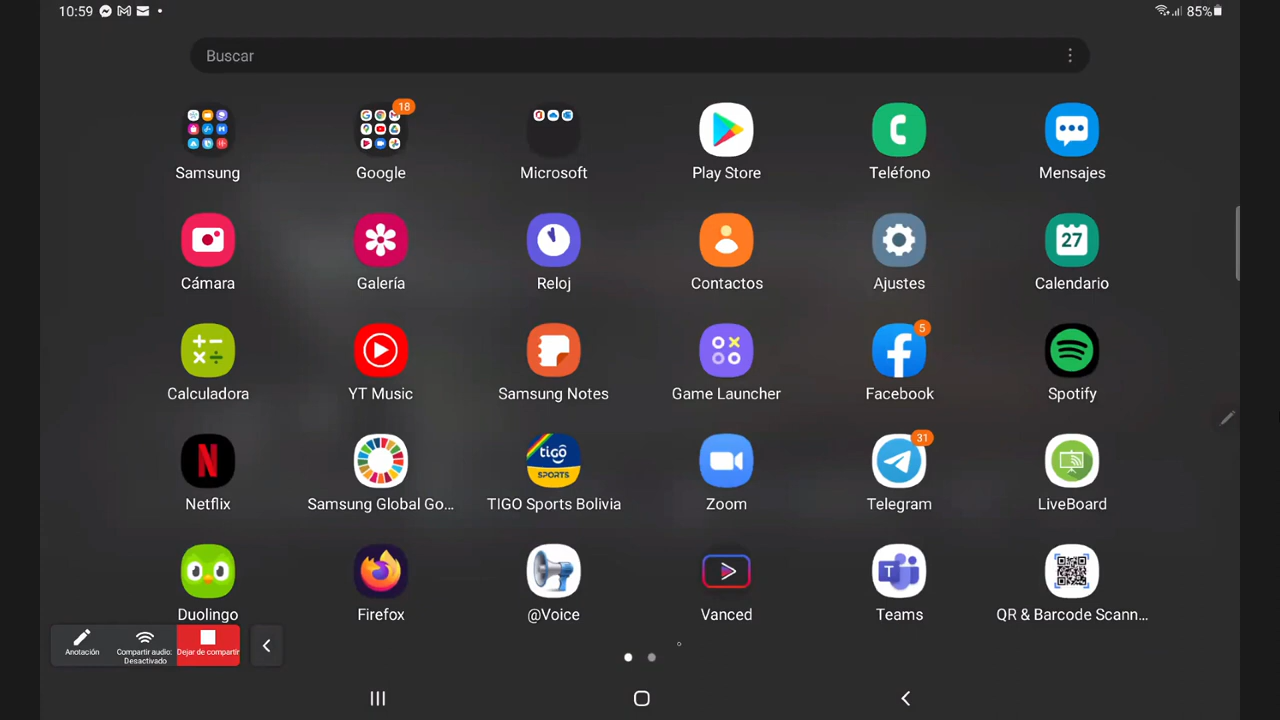 10:59
85%
Buscar
18
Samsung
Google
Microsoft
Play Store
Teléfono
Mensajes
27
Cámara
Galería
Reloj
Contactos
Ajustes
Calendario
5
Calculadora
YT Music
Samsung Notes
Game Launcher
Facebook
Spotify
tigo
SPORTS
31
Netflix
Samsung Global Go...
TIGO Sports Bolivia
Zoom
Telegram
LiveBoard
Duolingo
Firefox
@Voice
Vanced
Teams
QR & Barcode Scann...
Anotación
Compartir audio:
Desactivado
Dejar de compartir